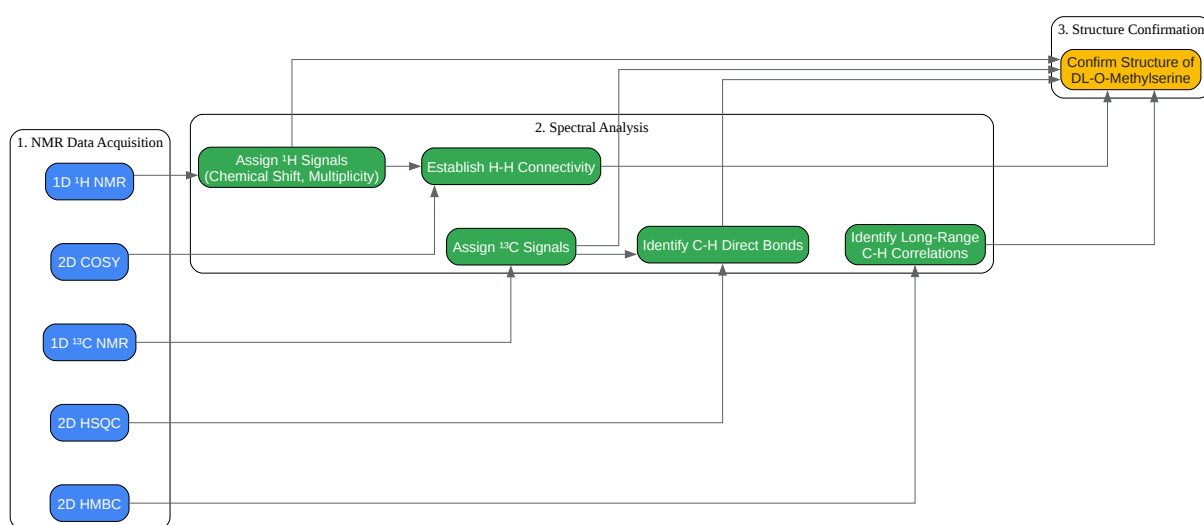 1. NMR Data Acquisition
1D ¹H NMR
2D COSY
1D ¹³C NMR
2D HSQC
2D HMBC
2. Spectral Analysis
Assign ¹H Signals
(Chemical Shift, Multiplicity)
Establish H-H Connectivity
Assign ¹³C Signals
Identify C-H Direct Bonds
Identify Long-Range
C-H Correlations
3. Structure Confirmation
Confirm Structure of
DL-O-Methylserine